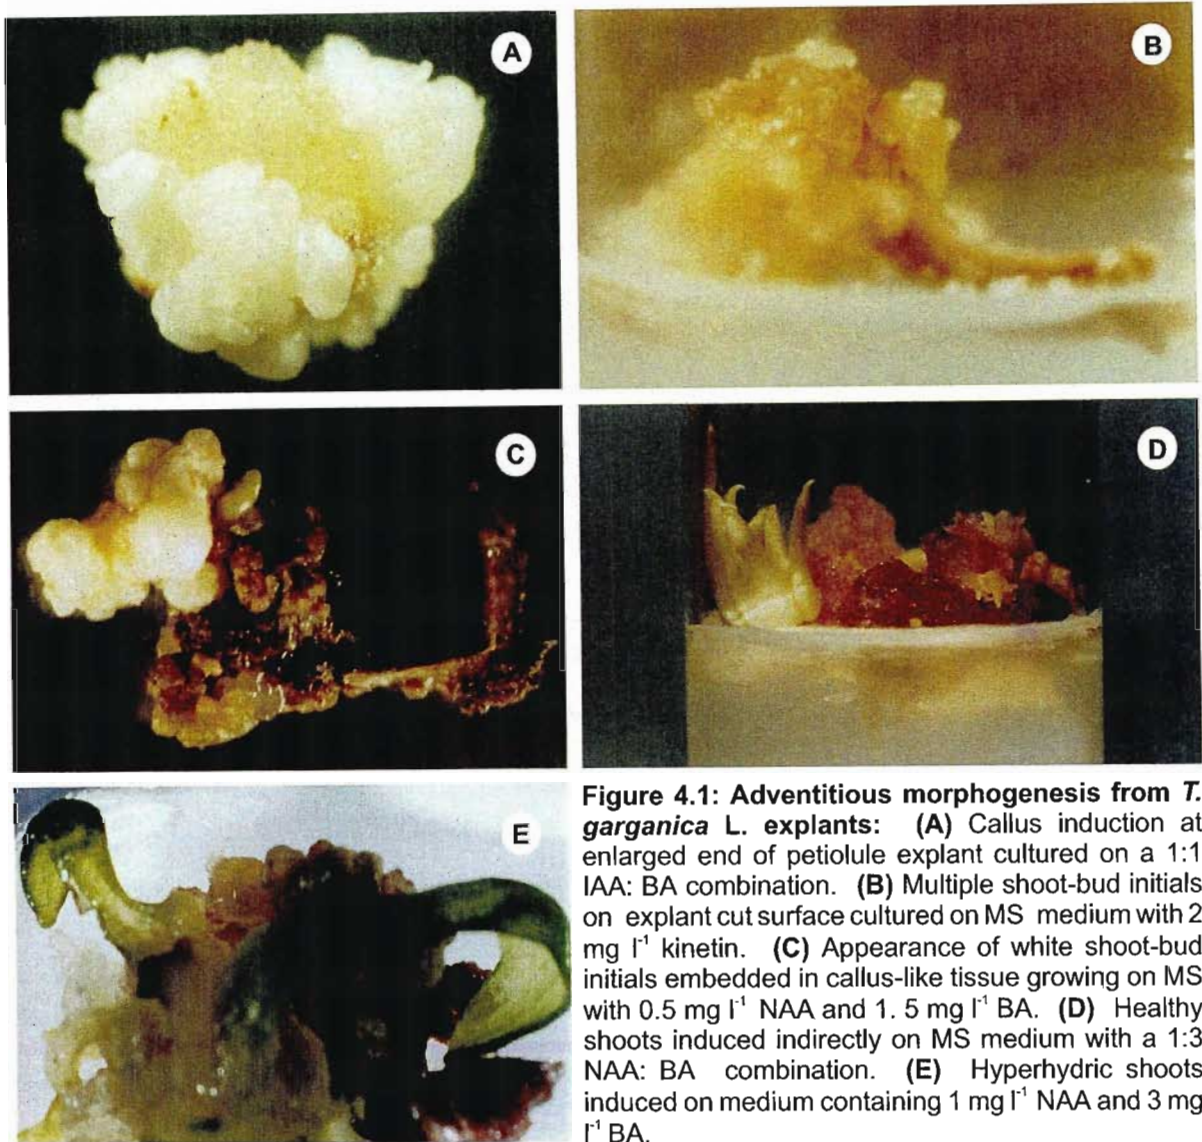 A
B
C
D
E
Figure 4.1: Adventitious morphogenesis from T.
garganica L. explants: (A) Callus induction at
enlarged end of petiolule explant cultured on a 1:1
IAA: BA combination. (B) Multiple shoot-bud initials
on explant cut surface cultured on MS medium with 2
mg l⁻¹ kinetin. (C) Appearance of white shoot-bud
initials embedded in callus-like tissue growing on MS
with 0.5 mg l⁻¹ NAA and 1. 5 mg l⁻¹ BA. (D) Healthy
shoots induced indirectly on MS medium with a 1:3
NAA: BA combination. (E) Hyperhydric shoots
induced on medium containing 1 mg l⁻¹ NAA and 3 mg
l⁻¹ BA.